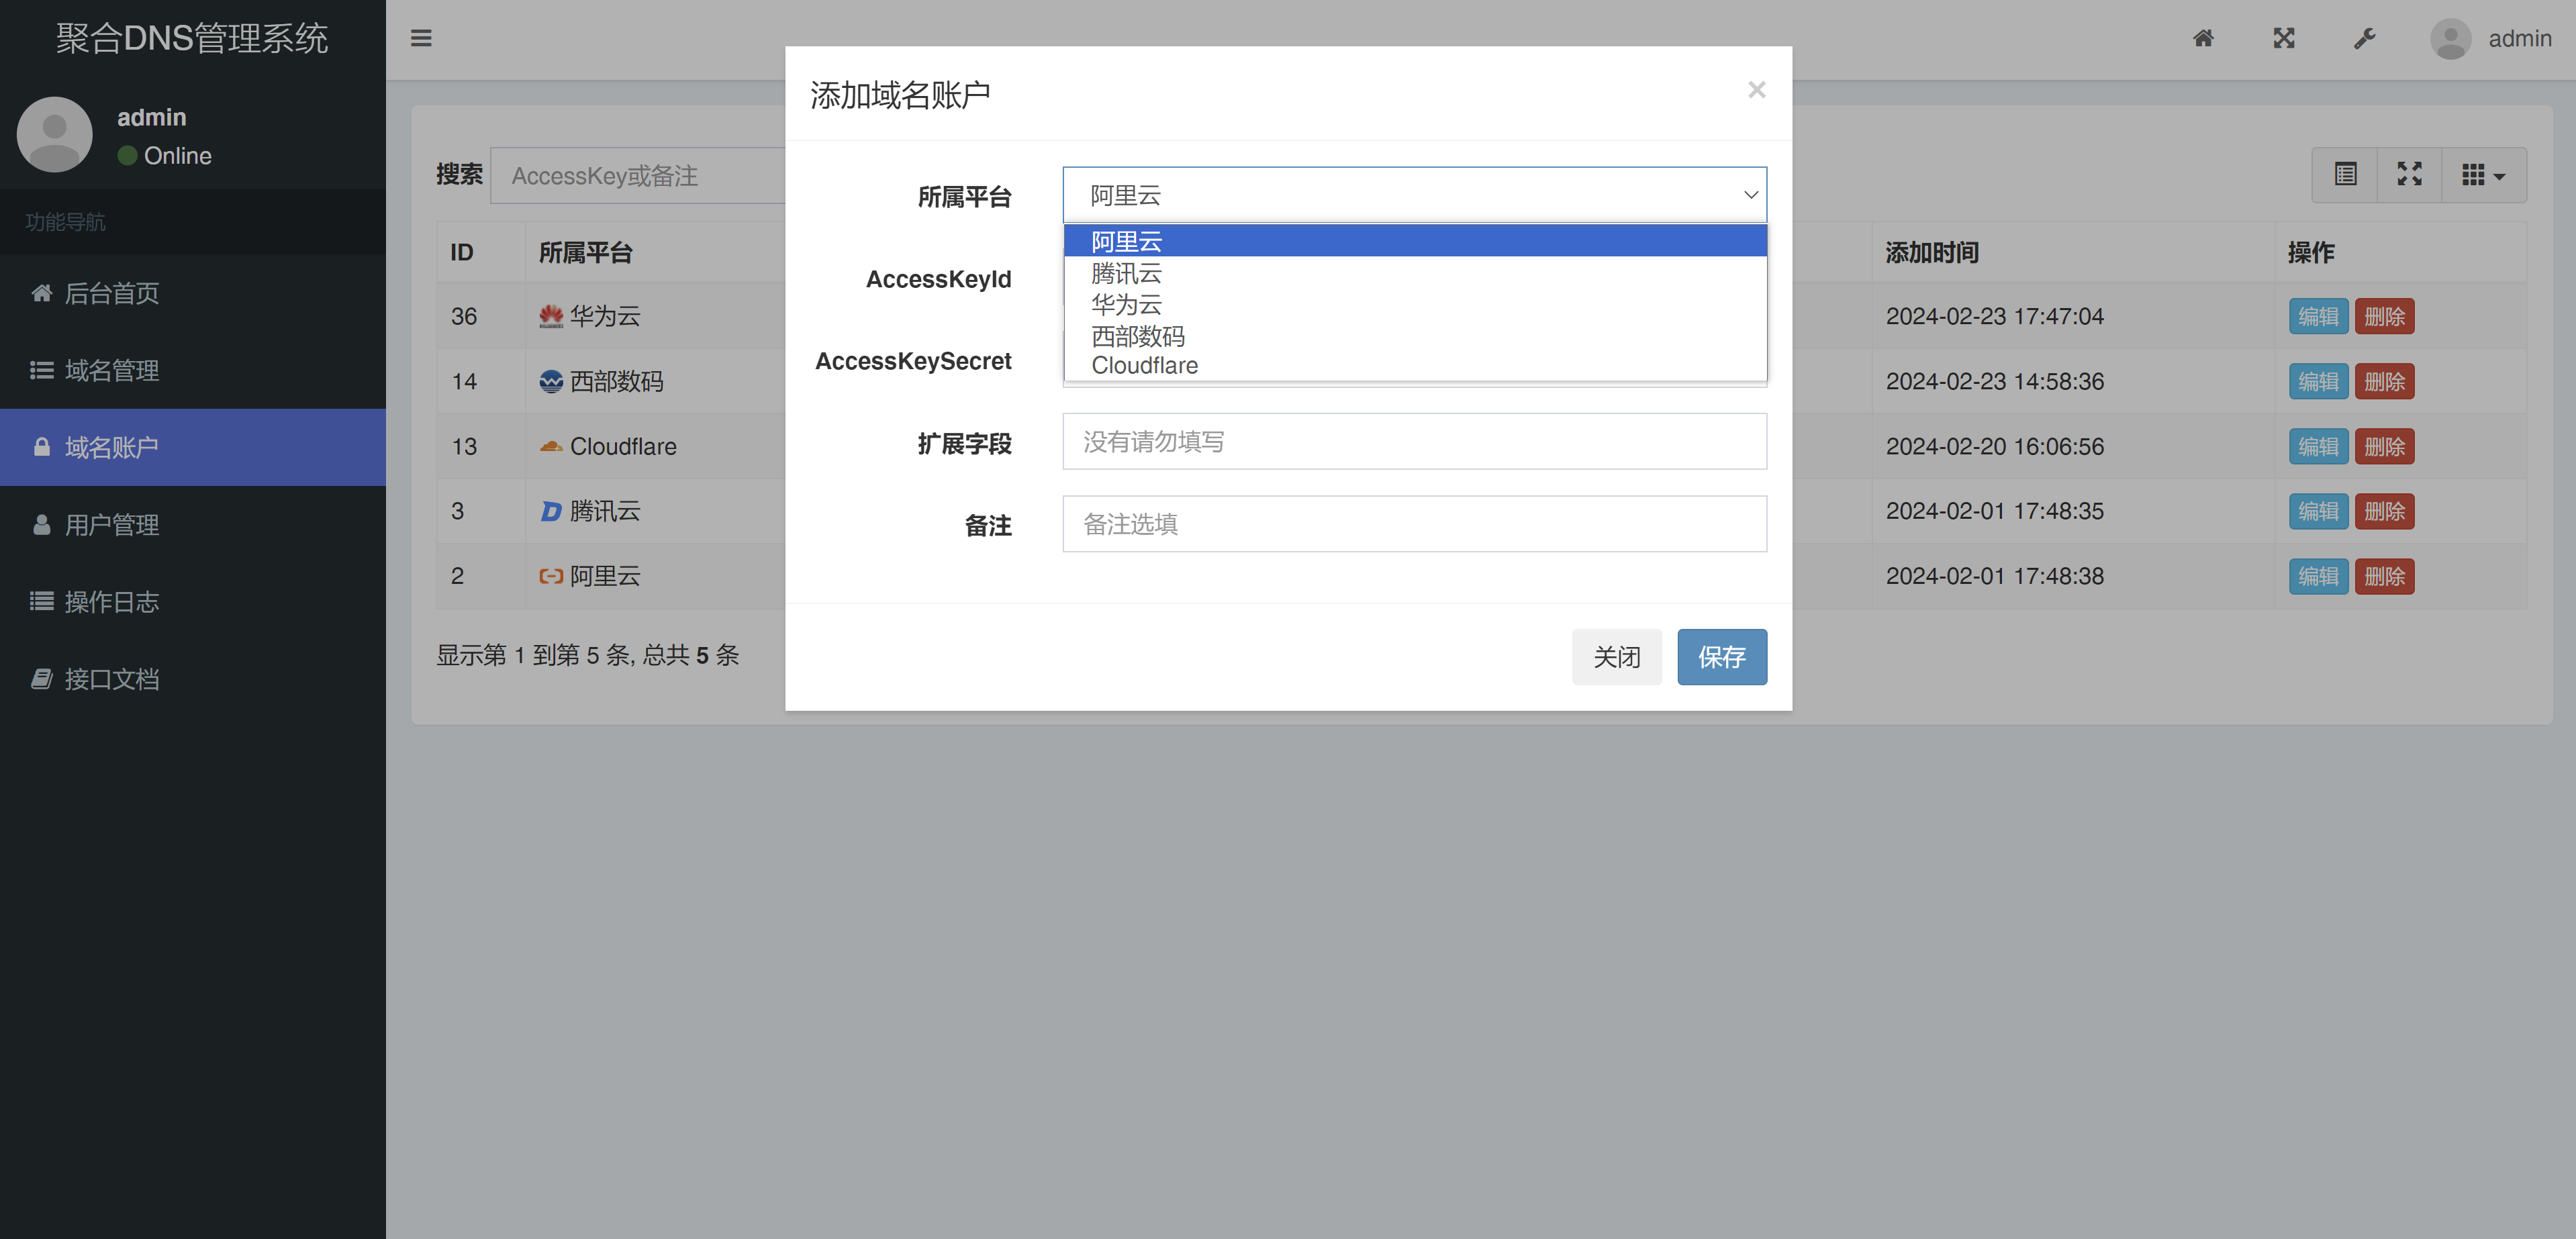 聚合DNS管理系统
admin
admin
Online
功能导航
后台首页
域名管理
域名账户
用户管理
操作日志
接口文档
搜索 AccessKey或备注
ID 所属平台 添加时间 操作
36 华为云 2024-02-23 17:47:04 编辑 删除
14 西部数码 2024-02-23 14:58:36 编辑 删除
13 Cloudflare 2024-02-20 16:06:56 编辑 删除
3 腾讯云 2024-02-01 17:48:35 编辑 删除
2 阿里云 2024-02-01 17:48:38 编辑 删除
显示第 1 到第 5 条, 总共 5 条
添加域名账户 ×
所属平台 阿里云
阿里云
腾讯云
华为云
西部数码
Cloudflare
AccessKeyId
AccessKeySecret
扩展字段 没有请勿填写
备注 备注选填
关闭 保存